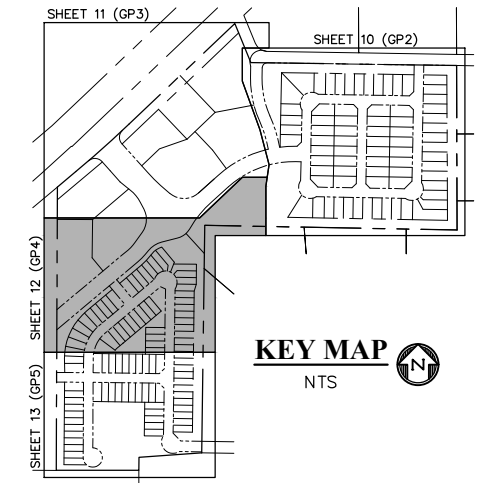 SHEET 11 (GP3)
SHEET 10 (GP2)
SHEET 12 (GP4)
SHEET 13 (GP5)
KEY MAP
NTS
N